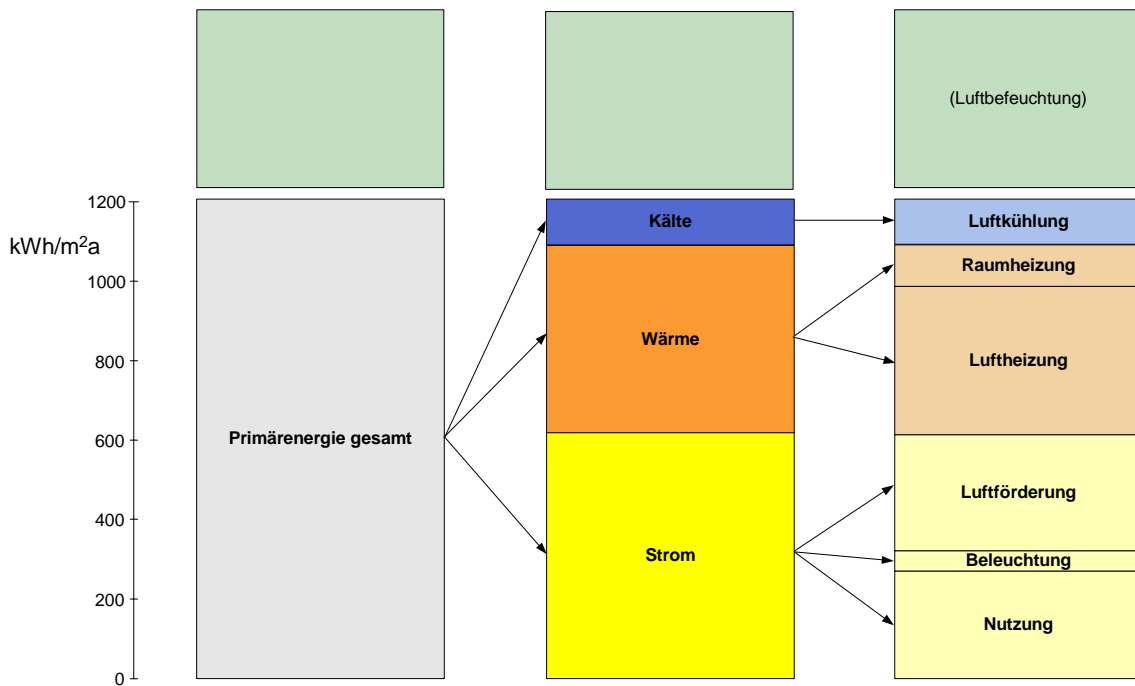 (Luftbefeuchtung)
1200
kWh/m²a
1000
800
600
400
200
0
Primärenergie gesamt
Kälte
Wärme
Strom
Luftkühlung
Raumheizung
Luftheizung
Luftförderung
Beleuchtung
Nutzung